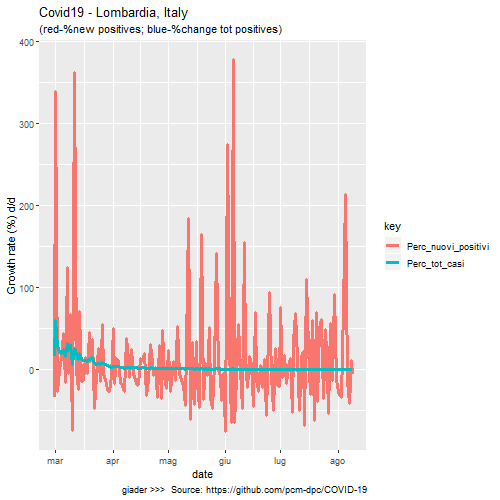 Covid19 - Lombardia, Italy
(red-%new positives; blue-%change tot positives)
Growth rate (%) d/d
400
300
200
100
0
mar apr mag giu lug ago
date
key
Perc_nuovi_positivi
Perc_tot_casi
giader >>> Source: https://github.com/pcm-dpc/COVID-19